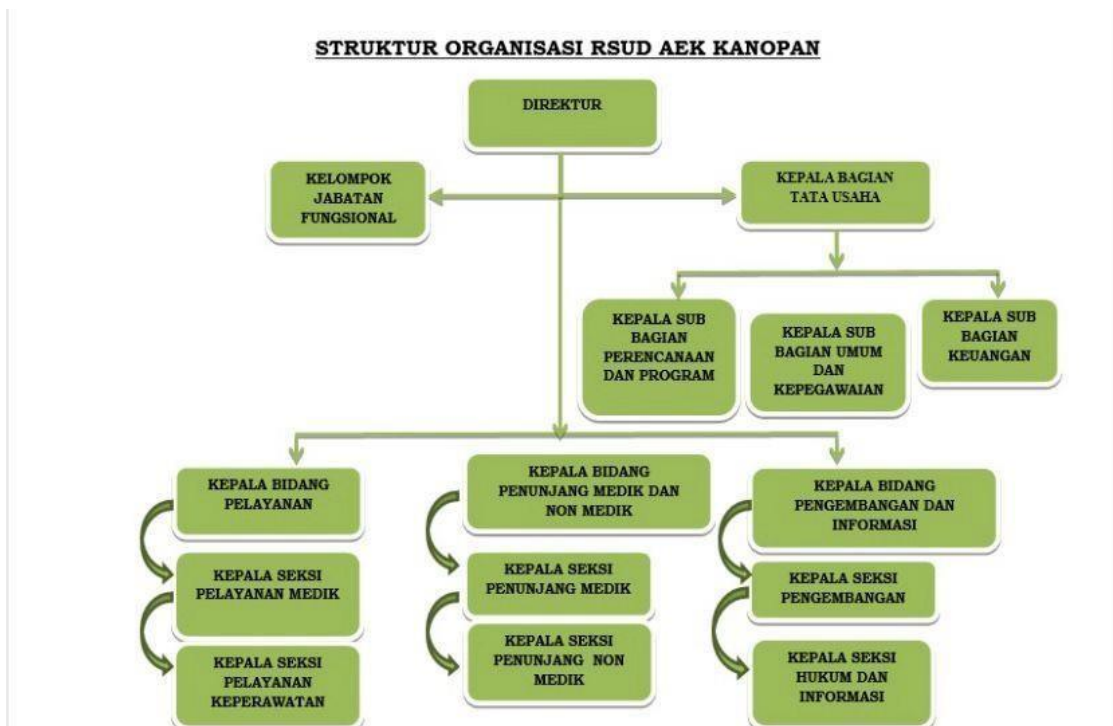 STRUKTUR ORGANISASI RSUD AEK KANOPAN
DIREKTUR
KELOMPOK
JABATAN
FUNGSIONAL
KEPALA BAGIAN
TATA USAHA
KEPALA SUB
BAGIAN
PERENCANAAN
DAN PROGRAM
KEPALA SUB
BAGIAN UMUM
DAN
KEPEGAWAIAN
KEPALA SUB
BAGIAN
KEUANGAN
KEPALA BIDANG
PELAYANAN
KEPALA BIDANG
PENUNJANG MEDIK DAN
NON MEDIK
KEPALA BIDANG
PENGEMBANGAN DAN
INFORMASI
KEPALA SEKSI
PELAYANAN MEDIK
KEPALA SEKSI
PENUNJANG MEDIK
KEPALA SEKSI
PENGEMBANGAN
KEPALA SEKSI
PELAYANAN
KEPERAWATAN
KEPALA SEKSI
PENUNJANG NON
MEDIK
KEPALA SEKSI
HUKUM DAN
INFORMASI